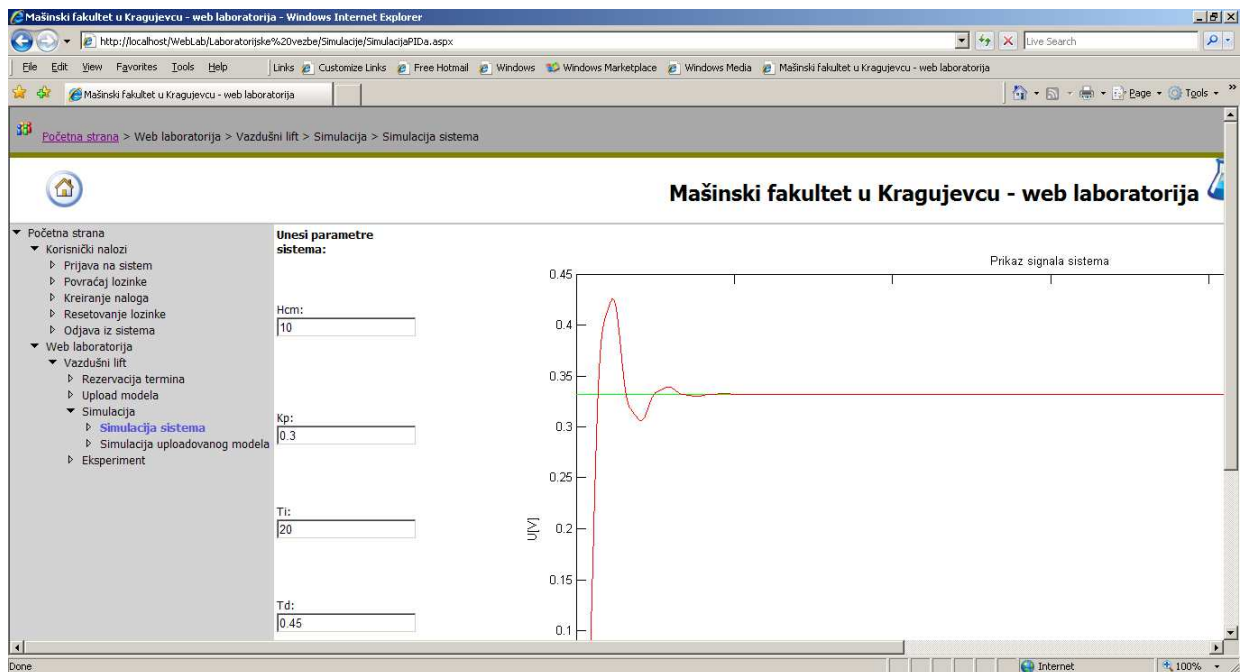 Mašinski fakultet u Kragujevcu - web laboratorija - Windows Internet Explorer
http://localhost/WebLab/Laboratorijske%20vezbe/Simulacije/SimulacijaPIDa.aspx
Live Search
File Edit View Favorites Tools Help
Links Customize Links Free Hotmail Windows Windows Marketplace Windows Media Mašinski fakultet u Kragujevcu - web laboratorija
Mašinski fakultet u Kragujevcu - web laboratorija
Page Tools
Početna strana > Web laboratorija > Vazdušni lift > Simulacija > Simulacija sistema
Mašinski fakultet u Kragujevcu - web laboratorija
Početna strana
Korisnički nalozi
Prijava na sistem
Povraćaj lozinke
Kreiranje naloga
Resetovanje lozinke
Odjava iz sistema
Web laboratorija
Vazdušni lift
Rezervacija termina
Upload modela
Simulacija
Simulacija sistema
Simulacija uploadovanog modela
Eksperiment
Unesi parametre
sistema:
Hcm:
10
Kp:
0.3
Ti:
20
Td:
0.45
Prikaz signala sistema
0.45
0.4
0.35
0.3
0.25
0.2
0.15
0.1
U[V]
Done
Internet
100%